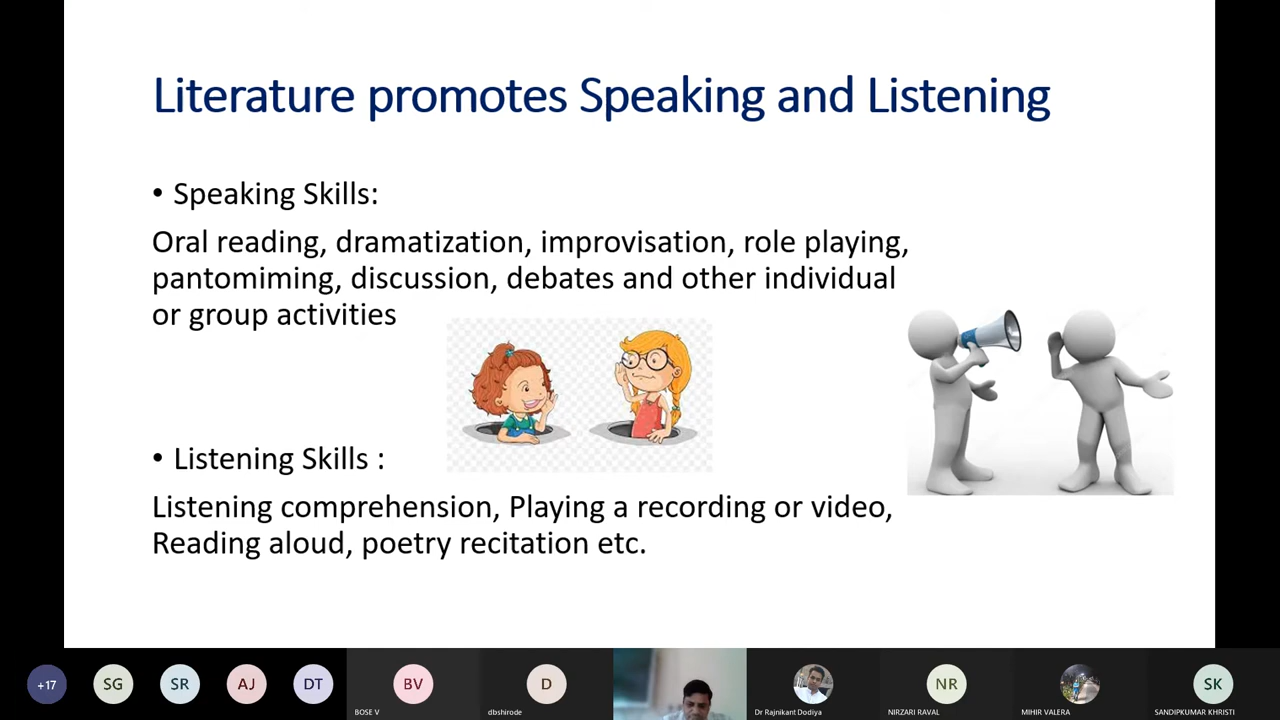 Literature promotes Speaking and Listening
• Speaking Skills:
Oral reading, dramatization, improvisation, role playing,
pantomiming, discussion, debates and other individual
or group activities
• Listening Skills :
Listening comprehension, Playing a recording or video,
Reading aloud, poetry recitation etc.
+17 SG SR AJ DT BV D NR SK
BOSE V dbshirode Dr Rajnikant Dodiya NIRZARI RAVAL MIHIR VALERA SANDIPKUMAR KHRISTI